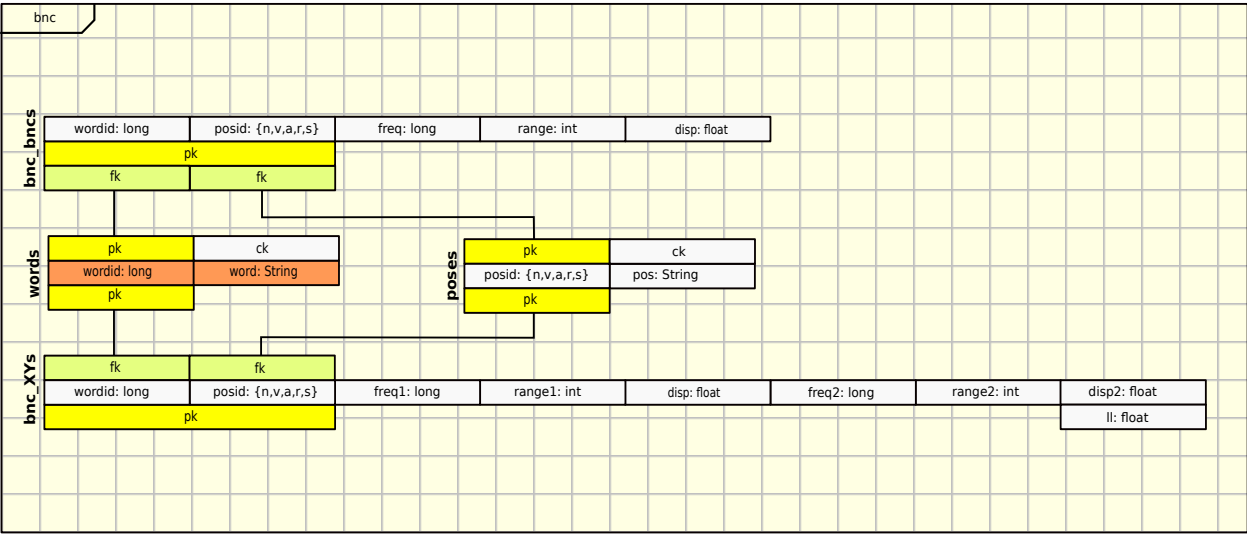 bnc
bnc_bncs
wordid: long posid: {n,v,a,r,s} freq: long range: int disp: float
pk
fk fk
words
pk ck
wordid: long word: String
pk
poses
pk ck
posid: {n,v,a,r,s} pos: String
pk
bnc_XYs
fk fk
wordid: long posid: {n,v,a,r,s} freq1: long range1: int disp: float freq2: long range2: int disp2: float
pk ll: float